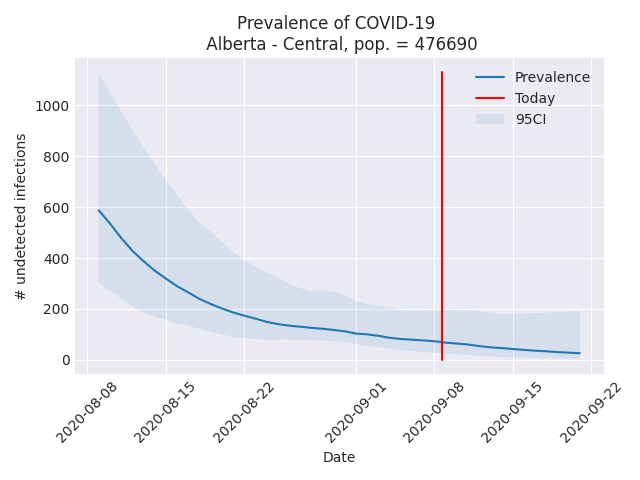 Prevalence of COVID-19
Alberta - Central, pop. = 476690
Prevalence
Today
95CI
# undetected infections
1000
800
600
400
200
0
2020-08-08
2020-08-15
2020-08-22
2020-09-01
2020-09-08
2020-09-15
2020-09-22
Date